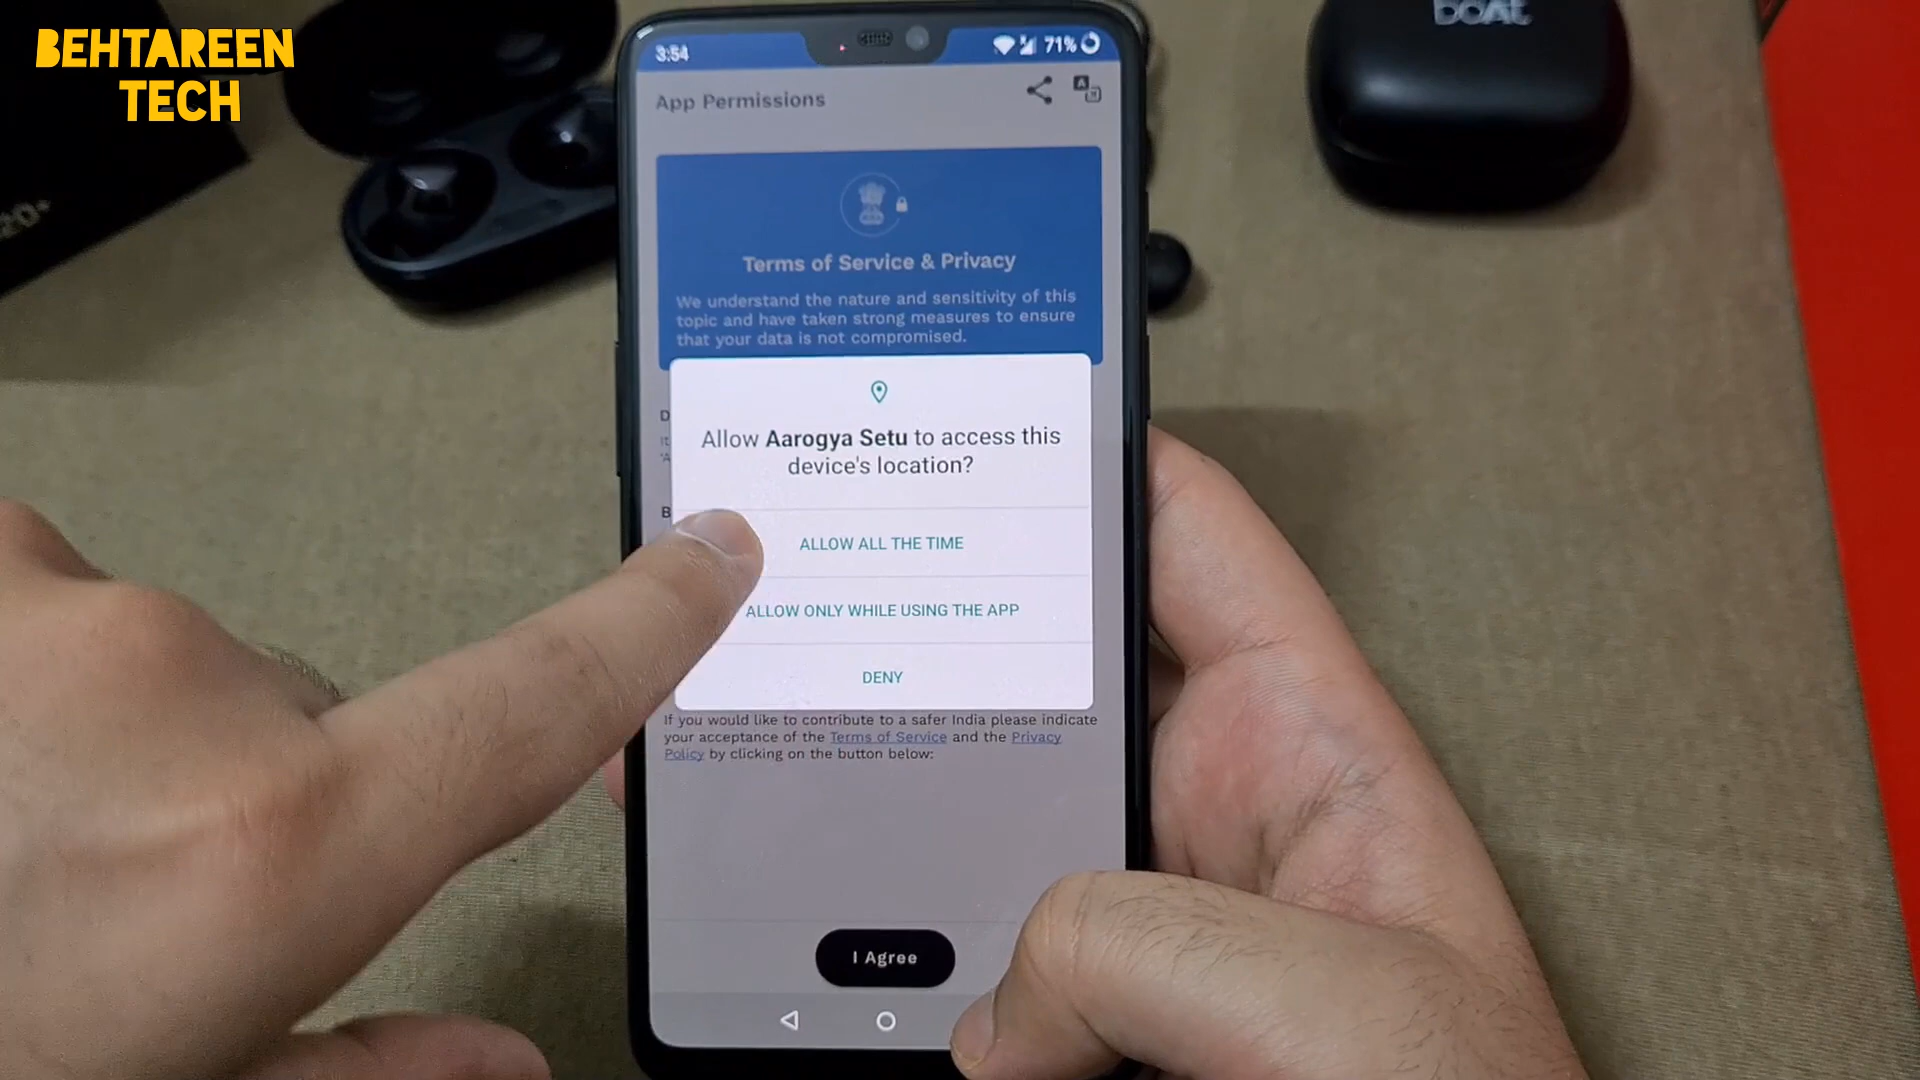 BEHTAREEN
TECH
boAt
20+
3:54
71%
App Permissions
Terms of Service & Privacy
We understand the nature and sensitivity of this
topic and have taken strong measures to ensure
that your data is not compromised.
Allow Aarogya Setu to access this
device's location?
ALLOW ALL THE TIME
ALLOW ONLY WHILE USING THE APP
DENY
If you would like to contribute to a safer India please indicate
your acceptance of the Terms of Service and the Privacy
Policy by clicking on the button below:
I Agree